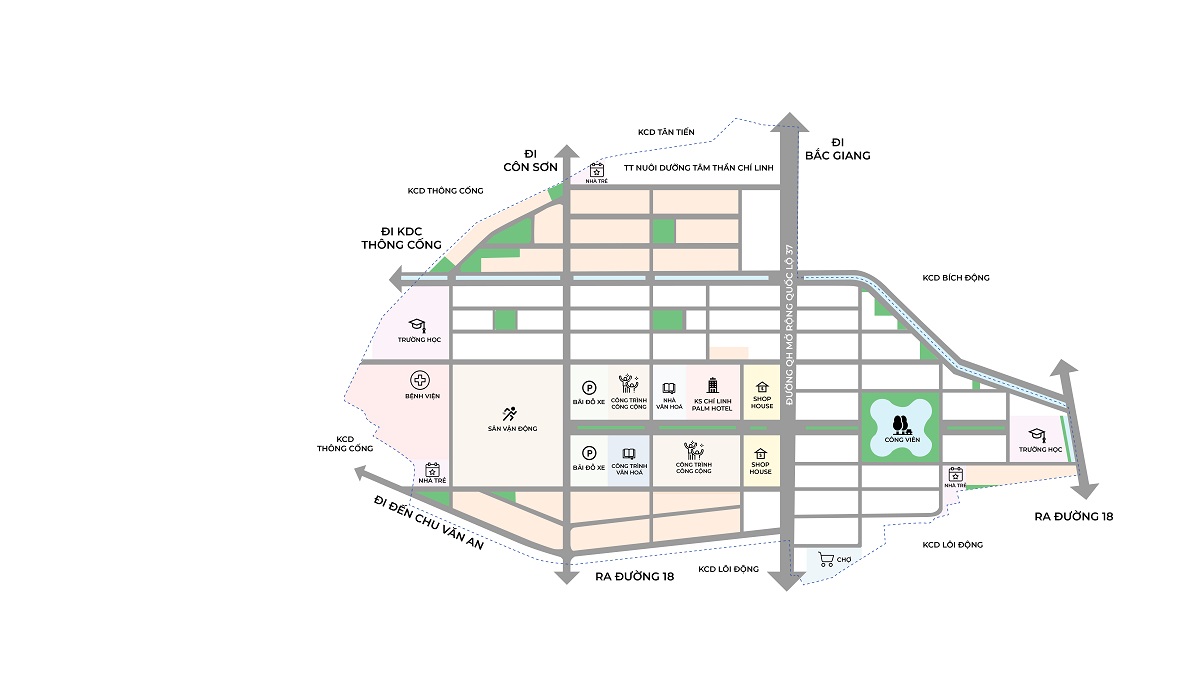 KCD TÂN TIẾN
ĐI
BẮC GIANG
ĐI
CÔN SƠN
TT NUÔI DƯỠNG TÂM THẦN CHÍ LINH
NHÀ TRẺ
KCD THÔNG CỐNG
ĐI KDC
THÔNG CỐNG
ĐƯỜNG QH MỞ RỘNG QUỐC LỘ 37
KCD BÍCH ĐỘNG
TRƯỜNG HỌC
BỆNH VIỆN
SÂN VẬN ĐỘNG
P
BÃI ĐỖ XE
CÔNG TRÌNH
CÔNG CỘNG
NHÀ
VĂN HOÁ
KS CHÍ LINH
PALM HOTEL
SHOP
HOUSE
CÔNG VIÊN
TRƯỜNG HỌC
KCD
THÔNG CỐNG
NHÀ TRẺ
P
BÃI ĐỖ XE
CÔNG TRÌNH
VĂN HOÁ
CÔNG TRÌNH
CÔNG CỘNG
SHOP
HOUSE
NHÀ TRẺ
ĐI ĐẾN CHU VĂN AN
RA ĐƯỜNG 18
KCD LÔI ĐỘNG
CHỢ
KCD LÔI ĐỘNG
RA ĐƯỜNG 18